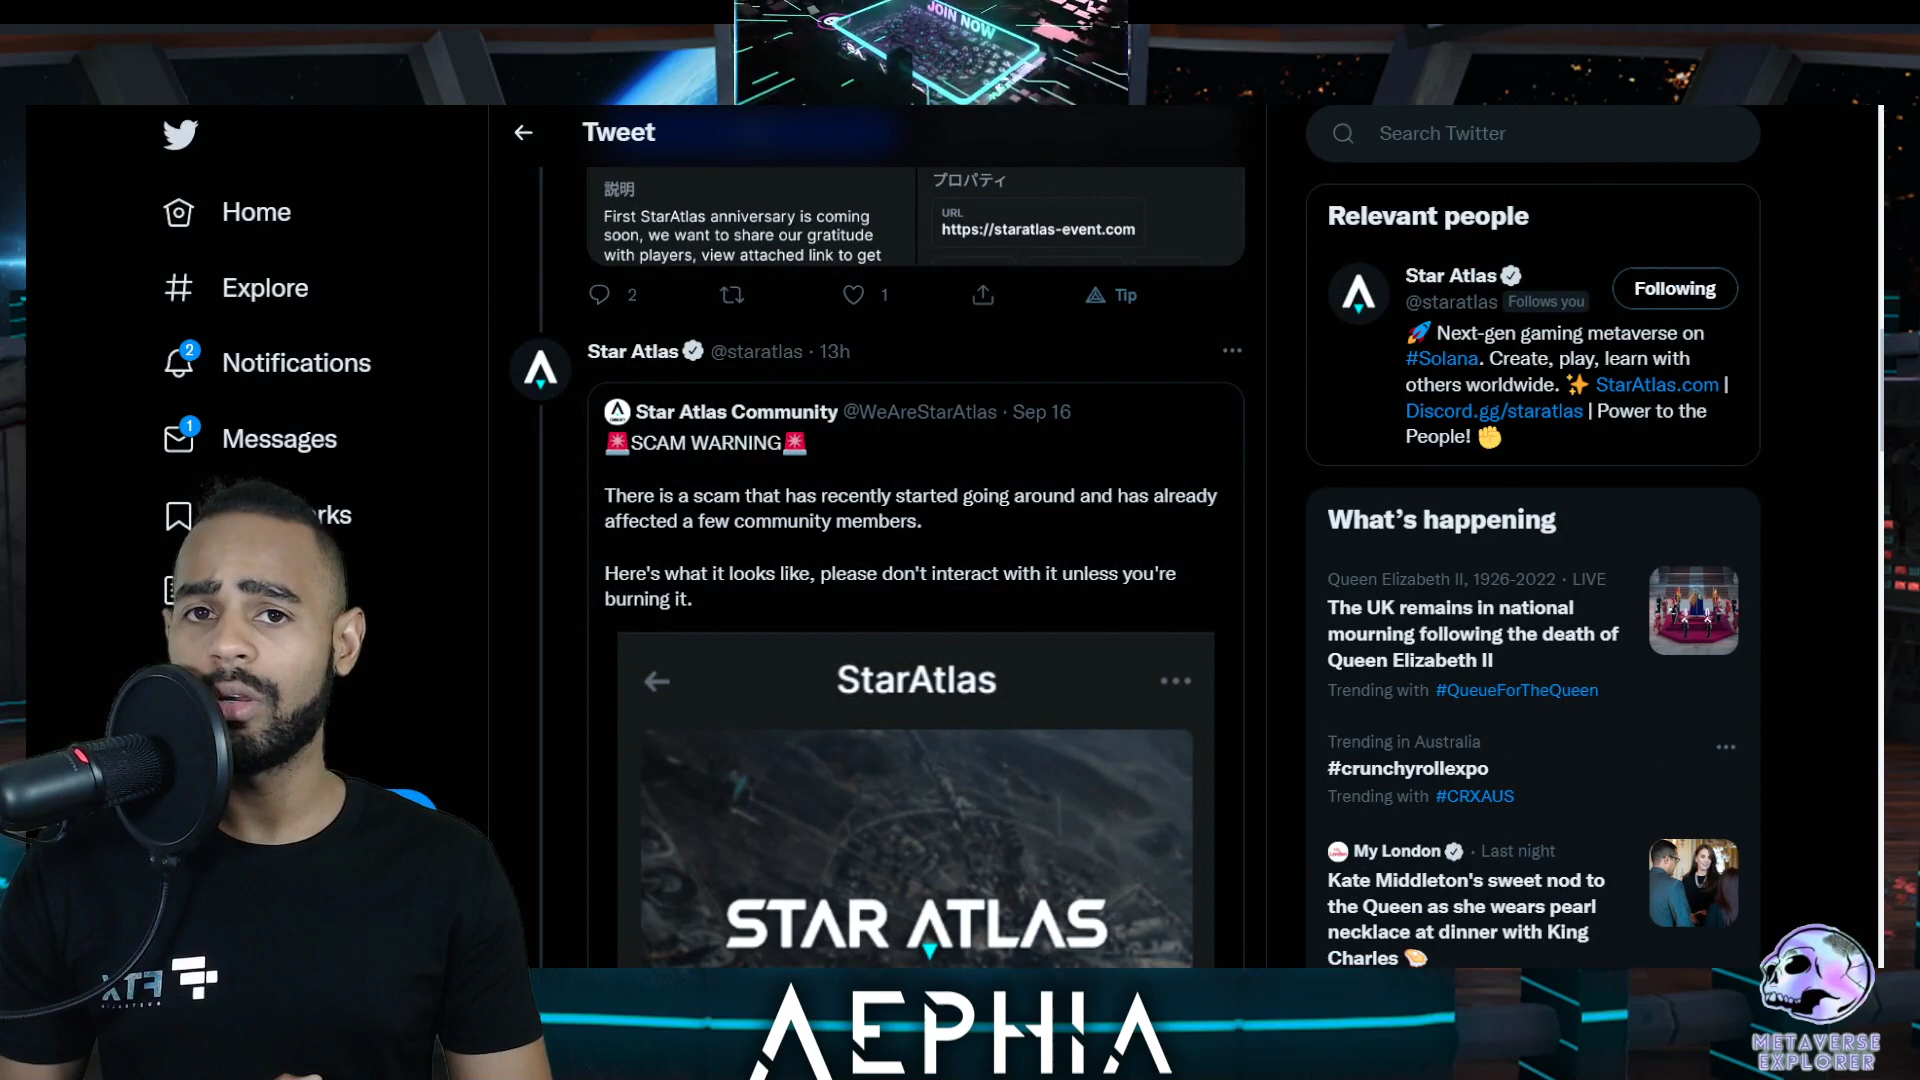 JOIN NOW
Tweet
Search Twitter
Home
Explore
2
Notifications
1
Messages
rks
説明
First StarAtlas anniversary is coming
soon, we want to share our gratitude
with players, view attached link to get
プロパティ
URL
https://staratlas-event.com
2
1
Tip
Star Atlas @staratlas · 13h
Star Atlas Community @WeAreStarAtlas · Sep 16
🚨SCAM WARNING🚨
There is a scam that has recently started going around and has already
affected a few community members.
Here's what it looks like, please don't interact with it unless you're
burning it.
StarAtlas
STAR ATLAS
Relevant people
Star Atlas
@staratlas Follows you
Following
🚀 Next-gen gaming metaverse on
#Solana. Create, play, learn with
others worldwide. ✨ StarAtlas.com |
Discord.gg/staratlas | Power to the
People! ✊
What's happening
Queen Elizabeth II, 1926-2022 · LIVE
The UK remains in national
mourning following the death of
Queen Elizabeth II
Trending with #QueueForTheQueen
Trending in Australia
#crunchyrollexpo
Trending with #CRXAUS
My London · Last night
Kate Middleton's sweet nod to
the Queen as she wears pearl
necklace at dinner with King
Charles
FTX
AEPHIA
METAVERSE
EXPLORER